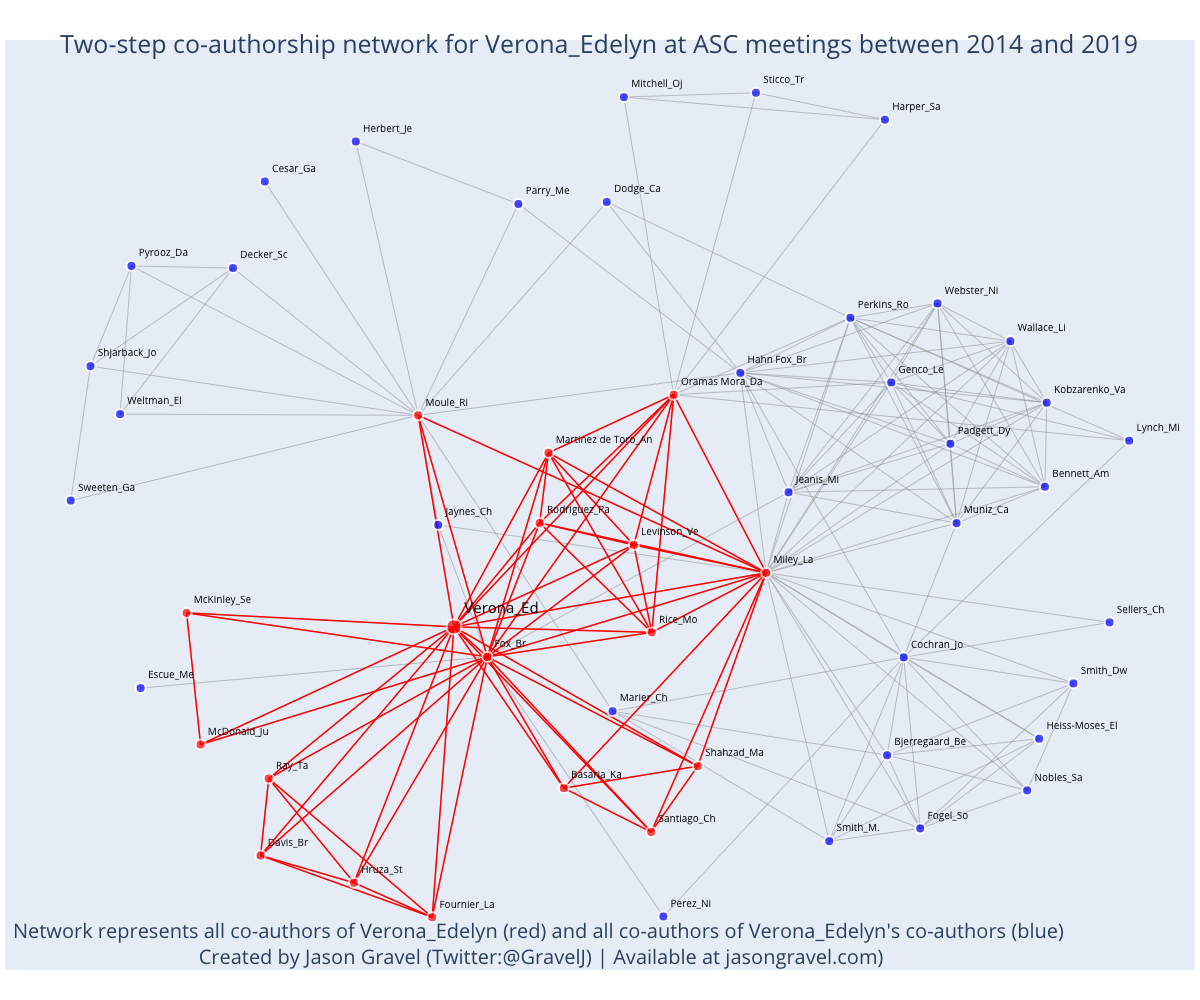 Two-step co-authorship network for Verona_Edelyn at ASC meetings between 2014 and 2019
Mitchell_Oj
Sticco_Tr
Harper_Sa
Herbert_Je
Cesar_Ga
Parry_Me
Dodge_Ca
Pyrooz_Da
Decker_Sc
Webster_Ni
Perkins_Ro
Wallace_Li
Shjarback_Jo
Hahn Fox_Br
Genco_Le
Oramas Mora_Da
Kobzarenko_Va
Weltman_El
Moule_Ri
Lynch_Mi
Padgett_Dy
Martinez de Toro_An
Bennett_Am
Jeanis_Mi
Sweeten_Ga
Jaynes_Ch
Rodriguez_Pa
Muniz_Ca
Levinson_Ve
Miley_La
McKinley_Se
Verona_Ed
Sellers_Ch
Rice_Mo
Fox_Br
Cochran_Jo
Escue_Me
Smith_Dw
Marier_Ch
Heiss-Moses_El
McDonald_Ju
Bjerregaard_Be
Shahzad_Ma
Ray_Ta
Basaria_Ka
Nobles_Sa
Santiago_Ch
Fogel_So
Smith_M.
Davis_Br
Hruza_St
Fournier_La
Perez_Ni
Network represents all co-authors of Verona_Edelyn (red) and all co-authors of Verona_Edelyn's co-authors (blue)
Created by Jason Gravel (Twitter:@GravelJ) | Available at jasongravel.com)